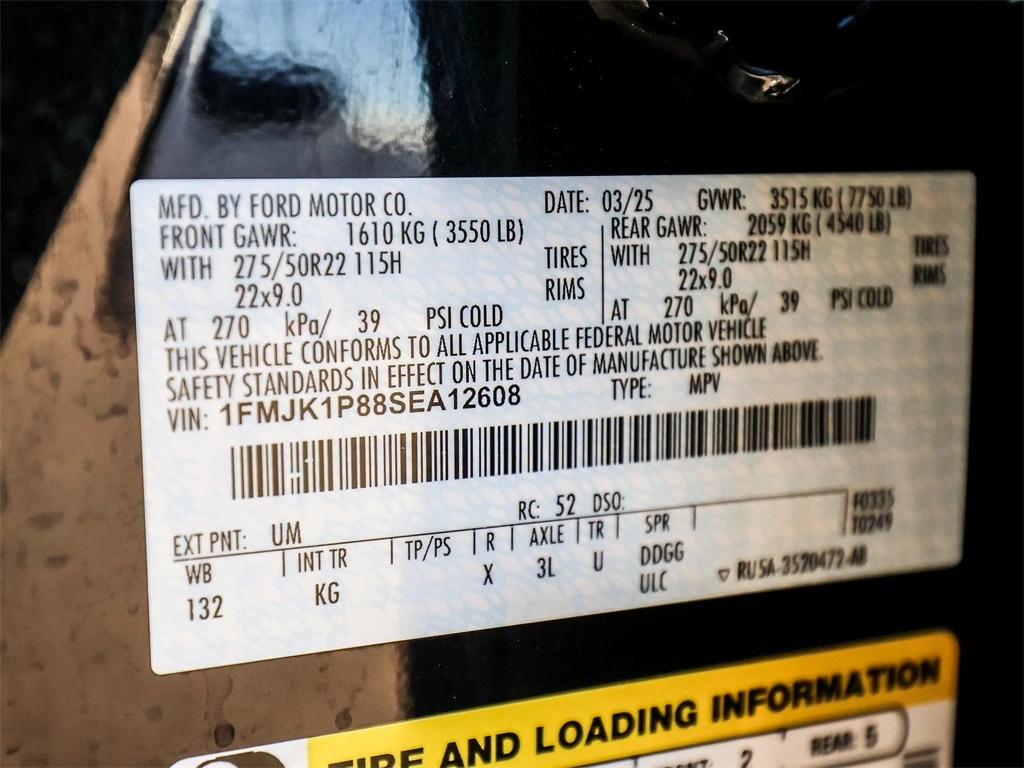 MFD. BY FORD MOTOR CO. DATE: 03/25 GVWR: 3515 KG ( 7750 LB)
FRONT GAWR: 1610 KG ( 3550 LB) REAR GAWR: 2059 KG ( 4540 LB)
WITH 275/50R22 115H TIRES WITH 275/50R22 115H TIRES
22x9.0 RIMS 22x9.0 RIMS
AT 270 kPa/ 39 PSI COLD AT 270 kPa/ 39 PSI COLD
THIS VEHICLE CONFORMS TO ALL APPLICABLE FEDERAL MOTOR VEHICLE
SAFETY STANDARDS IN EFFECT ON THE DATE OF MANUFACTURE SHOWN ABOVE.
VIN: 1FMJK1P88SEA12608 TYPE: MPV
EXT PNT: UM RC: 52 DSO: F0335
WB INT TR TP/PS R AXLE TR SPR T0249
132 KG X 3L U DDGG
ULC ▽ RU5A-3520472-AB
TIRE AND LOADING INFORMATION
2 REAR: 5